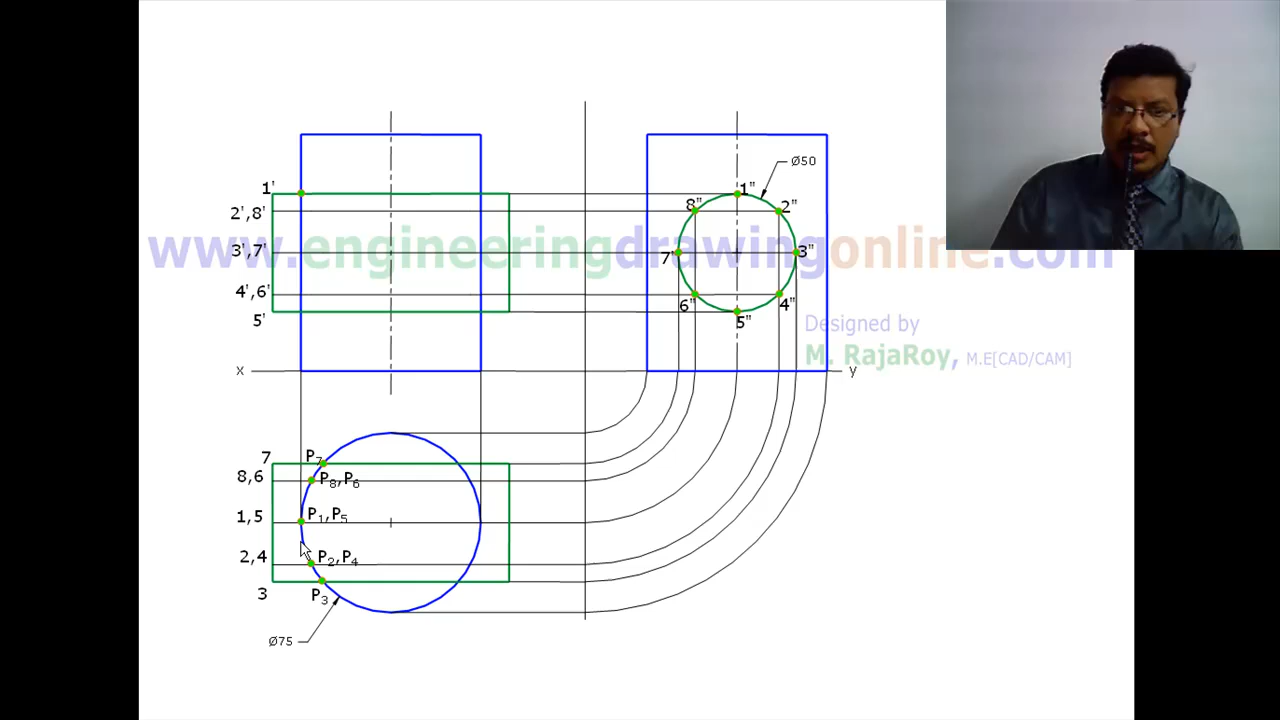 Ø50
1'
1"
2',8'
8"
2"
www.engineeringdrawingonline.com
3',7'
7'
3"
4',6'
6"
4"
5'
5"
Designed by
M. RajaRoy, M.E[CAD/CAM]
x
y
7
P7
8,6
P8,P6
1,5
P1,P5
2,4
P2,P4
3
P3
Ø75